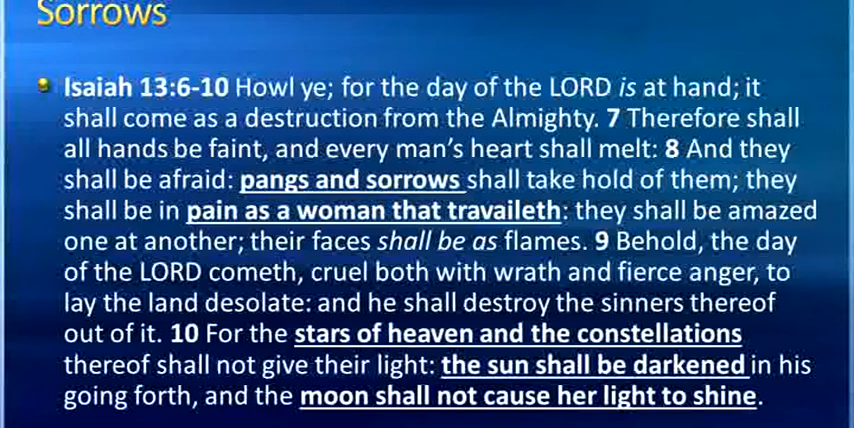 Sorrows
Isaiah 13:6-10 Howl ye; for the day of the LORD is at hand; it
shall come as a destruction from the Almighty. 7 Therefore shall
all hands be faint, and every man's heart shall melt: 8 And they
shall be afraid: pangs and sorrows shall take hold of them; they
shall be in pain as a woman that travaileth: they shall be amazed
one at another; their faces shall be as flames. 9 Behold, the day
of the LORD cometh, cruel both with wrath and fierce anger, to
lay the land desolate: and he shall destroy the sinners thereof
out of it. 10 For the stars of heaven and the constellations
thereof shall not give their light: the sun shall be darkened in his
going forth, and the moon shall not cause her light to shine.